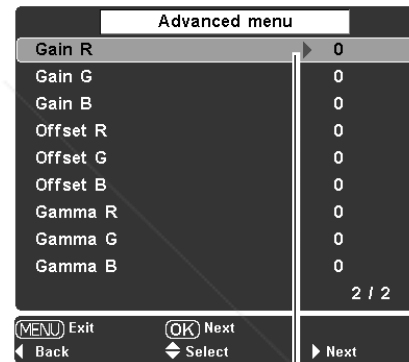 Advanced menu
Gain R 0
Gain G 0
Gain B 0
Offset R 0
Offset G 0
Offset B 0
Gamma R 0
Gamma G 0
Gamma B 0
2 / 2
MENU Exit OK Next
Back Select Next